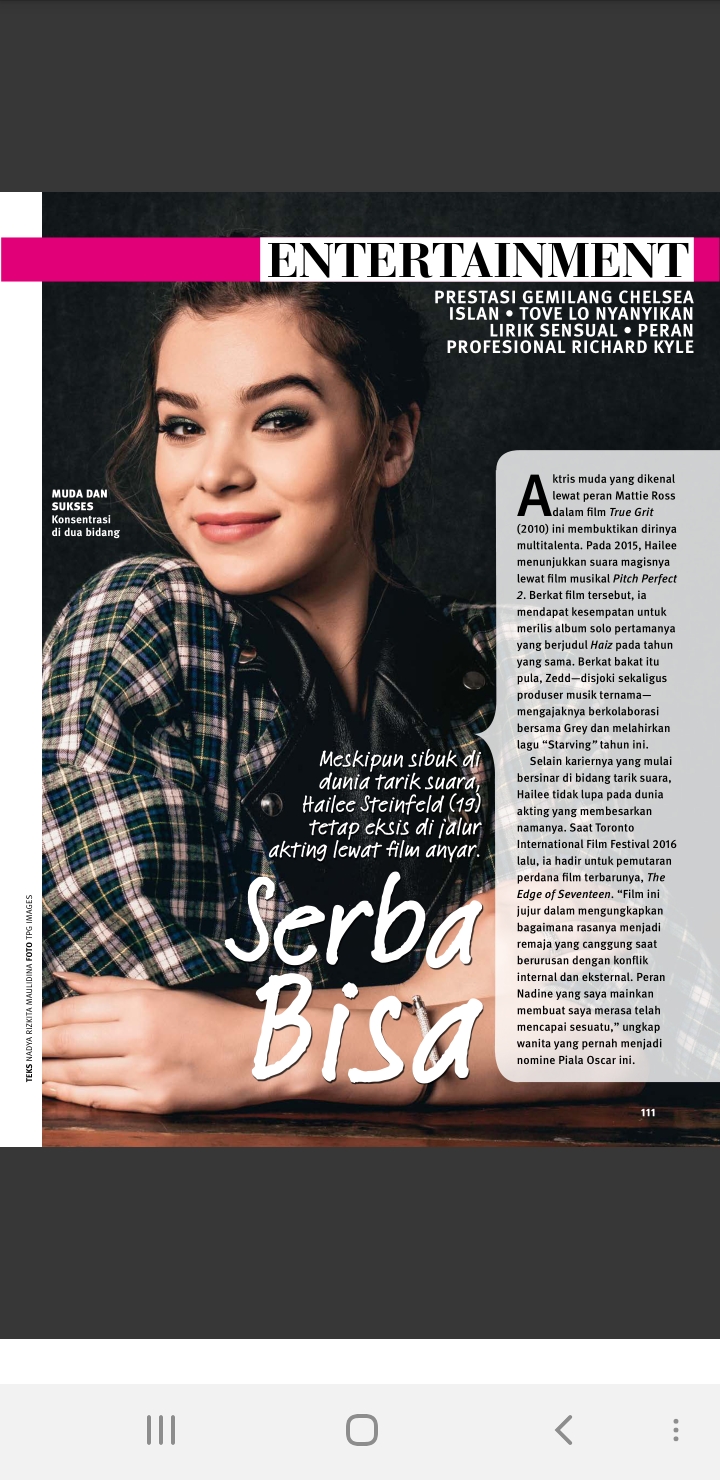 ENTERTAINMENT
PRESTASI GEMILANG CHELSEA
ISLAN • TOVE LO NYANYIKAN
LIRIK SENSUAL • PERAN
PROFESIONAL RICHARD KYLE
MUDA DAN
SUKSES
Konsentrasi
di dua bidang
Meskipun sibuk di
dunia tarik suara,
Hailee Steinfeld (19)
tetap eksis di jalur
akting lewat film anyar.
Serba
Bisa
Aktris muda yang dikenal
lewat peran Mattie Ross
dalam film True Grit
(2010) ini membuktikan dirinya
multitalenta. Pada 2015, Hailee
menunjukkan suara magisnya
lewat film musikal Pitch Perfect
2. Berkat film tersebut, ia
mendapat kesempatan untuk
merilis album solo pertamanya
yang berjudul Haiz pada tahun
yang sama. Berkat bakat itu
pula, Zedd—disjoki sekaligus
produser musik ternama—
mengajaknya berkolaborasi
bersama Grey dan melahirkan
lagu “Starving” tahun ini.
Selain kariernya yang mulai
bersinar di bidang tarik suara,
Hailee tidak lupa pada dunia
akting yang membesarkan
namanya. Saat Toronto
International Film Festival 2016
lalu, ia hadir untuk pemutaran
perdana film terbarunya, The
Edge of Seventeen. “Film ini
jujur dalam mengungkapkan
bagaimana rasanya menjadi
remaja yang canggung saat
berurusan dengan konflik
internal dan eksternal. Peran
Nadine yang saya mainkan
membuat saya merasa telah
mencapai sesuatu,” ungkap
wanita yang pernah menjadi
nomine Piala Oscar ini.
TEKS NADYA RIZKITA MAULIDINA FOTO TPG IMAGES
111